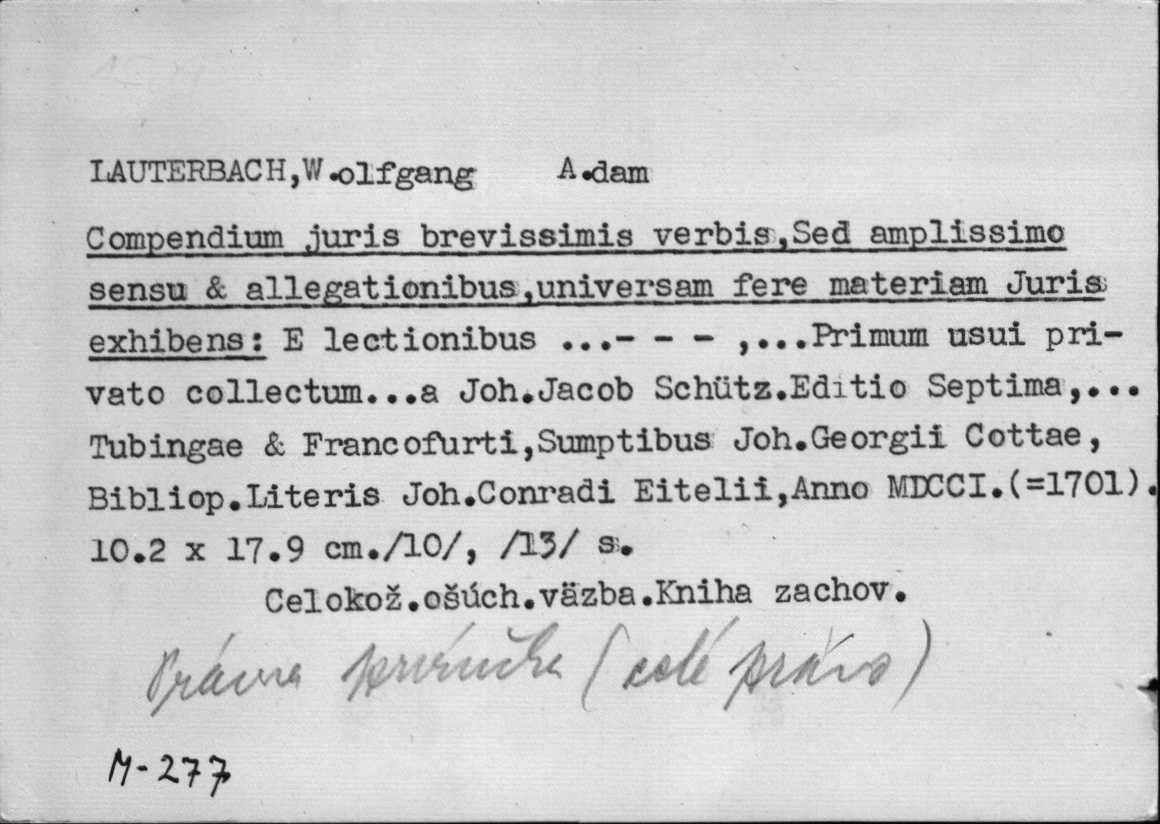 LAUTERBACH,W.olfgang A.dam
Compendium juris brevissimis verbis,Sed amplissimo
sensu & allegationibus,universam fere materiam Juris
exhibens: E lectionibus ...- - - ,...Primum usui pri-
vato collectum...a Joh.Jacob Schütz.Editio Septima,...
Tubingae & Francofurti,Sumptibus Joh.Georgii Cottae,
Bibliop.Literis Joh.Conradi Eitelii,Anno MDCCI.(=1701).
10.2 x 17.9 cm./10/, /13/ s.
Celokož.ošúch.väzba.Kniha zachov.
Právna príručka (celé právo)
M-277